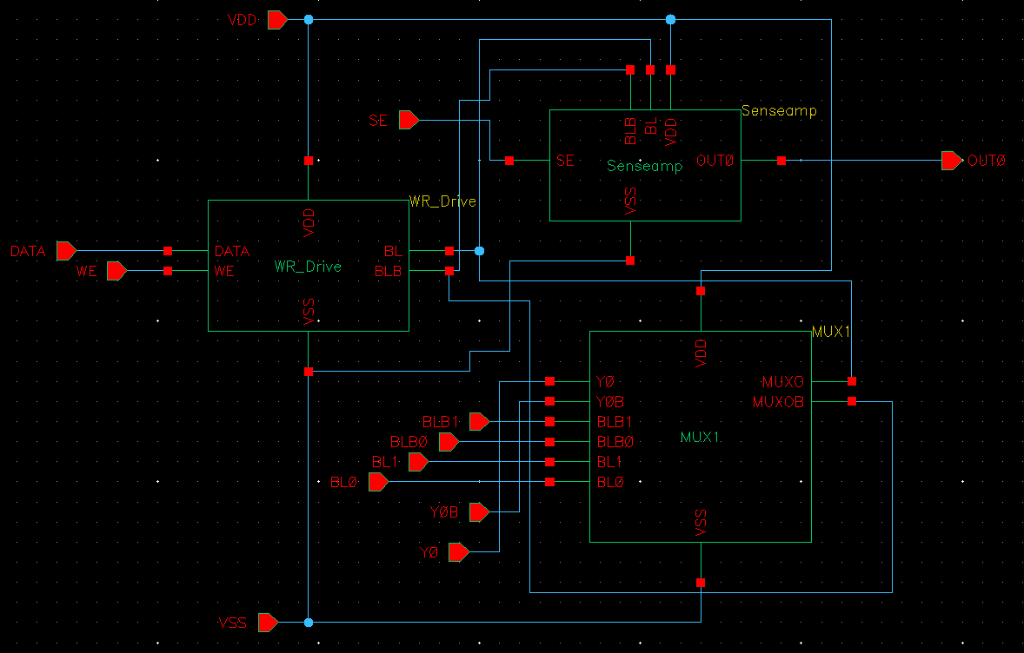 VDD
SE
DATA
WE
WR_Drive
VDD
DATA
WE
WR_Drive
BL
BLB
VSS
Senseamp
BLB
BL
VDD
SE
Senseamp
OUT0
VSS
OUT0
MUX1
VDD
Y0
Y0B
BLB1
BLB0
BL1
BL0
MUX1
MUXO
MUXOB
VSS
BLB1
BLB0
BL1
BL0
Y0B
Y0
VSS